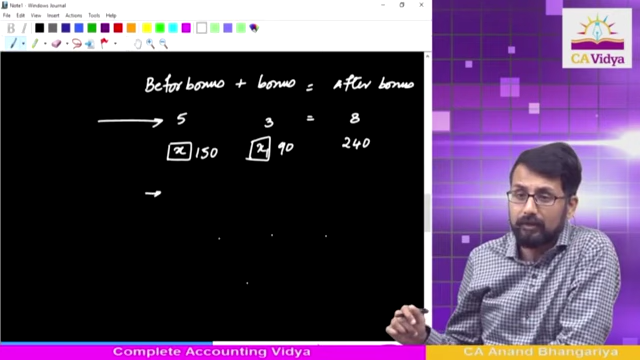 Note1 - Windows Journal
File Edit View Insert Actions Tools Help
B I
Befor bonus + bonus = After bonus
5 3 = 8
x 150 x 90 240
CA Vidya
Complete Accounting Vidya CA Anand Bhangariya